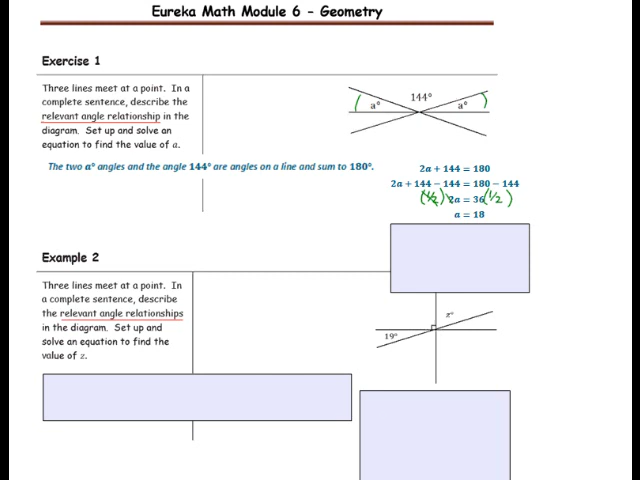 Eureka Math Module 6 - Geometry
Exercise 1
Three lines meet at a point. In a
complete sentence, describe the
relevant angle relationship in the
diagram. Set up and solve an
equation to find the value of a.
144°
a°
a°
The two a° angles and the angle 144° are angles on a line and sum to 180°.
2a + 144 = 180
2a + 144 − 144 = 180 − 144
(1/2) 2a = 36 (1/2)
a = 18
Example 2
Three lines meet at a point. In
a complete sentence, describe
the relevant angle relationships
in the diagram. Set up and
solve an equation to find the
value of z.
z°
19°